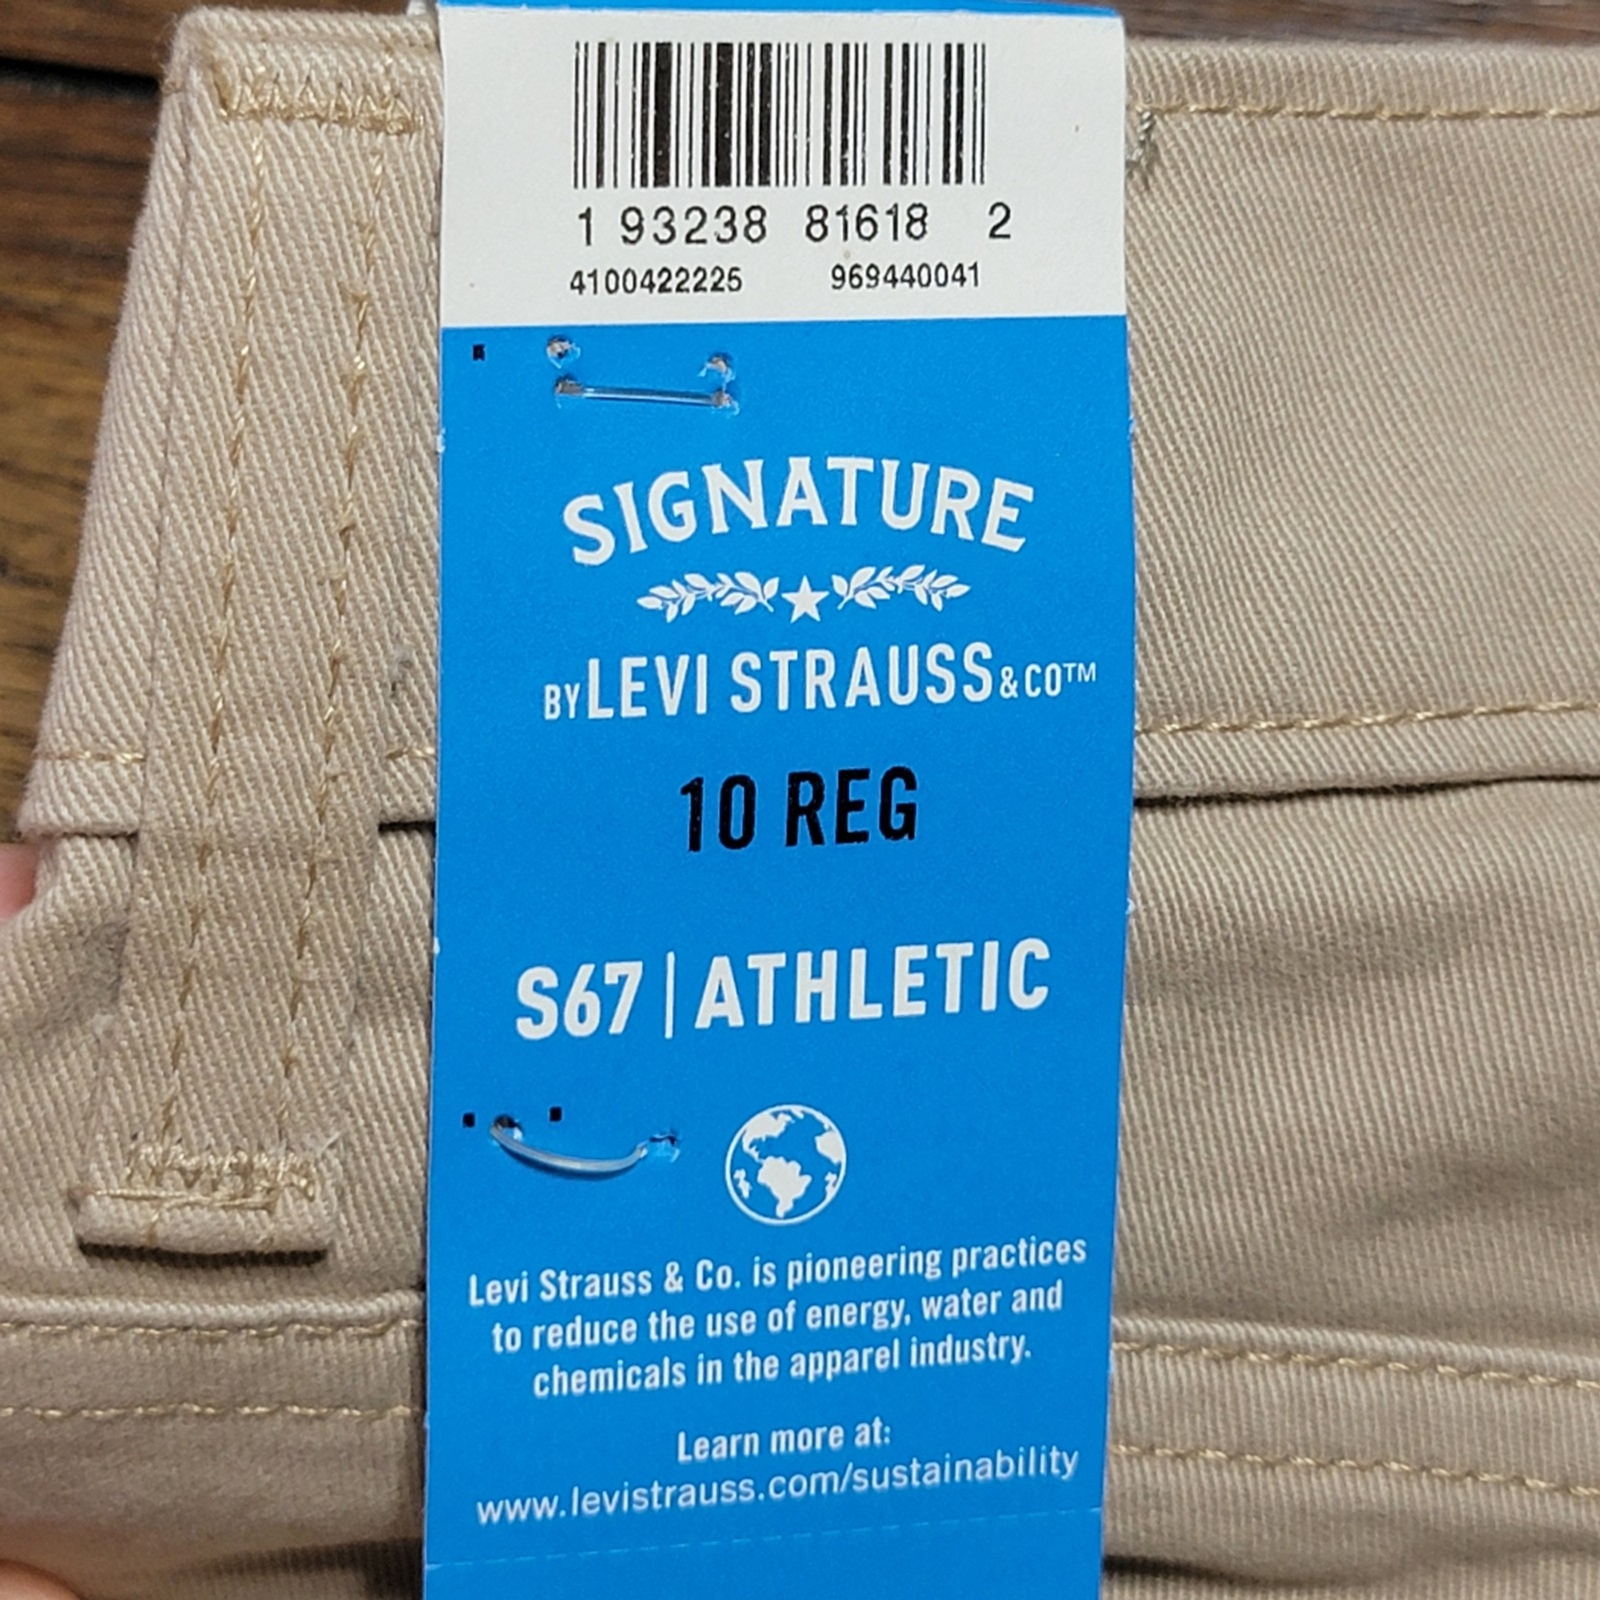 1 93238 81618 2
4100422225 969440041
SIGNATURE
BY LEVI STRAUSS & CO™
10 REG
S67 | ATHLETIC
Levi Strauss & Co. is pioneering practices
to reduce the use of energy, water and
chemicals in the apparel industry.
Learn more at:
www.levistrauss.com/sustainability